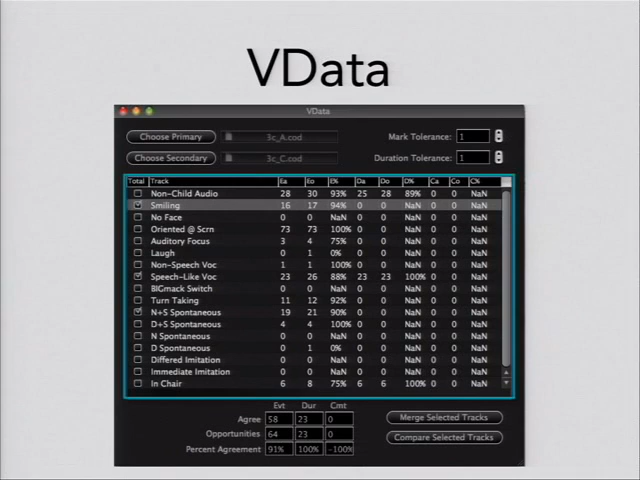 VData
VData
Choose Primary 3c_A.cod Mark Tolerance: 1
Choose Secondary 3c_C.cod Duration Tolerance: 1
Total Track Ea Eo E% Da Do D% Ca Co C%
Non-Child Audio 28 30 93% 25 28 89% 0 0 NaN
Smiling 16 17 94% 0 0 NaN 0 0 NaN
No Face 0 0 NaN 0 0 NaN 0 0 NaN
Oriented @ Scrn 73 73 100% 0 0 NaN 0 0 NaN
Auditory Focus 3 4 75% 0 0 NaN 0 0 NaN
Laugh 0 1 0% 0 0 NaN 0 0 NaN
Non-Speech Voc 1 1 100% 0 0 NaN 0 0 NaN
Speech-Like Voc 23 26 88% 23 23 100% 0 0 NaN
BIGmack Switch 0 0 NaN 0 0 NaN 0 0 NaN
Turn Taking 11 12 92% 0 0 NaN 0 0 NaN
N+S Spontaneous 19 21 90% 0 0 NaN 0 0 NaN
D+S Spontaneous 4 4 100% 0 0 NaN 0 0 NaN
N Spontaneous 0 0 NaN 0 0 NaN 0 0 NaN
D Spontaneous 0 1 0% 0 0 NaN 0 0 NaN
Differed Imitation 0 0 NaN 0 0 NaN 0 0 NaN
Immediate Imitation 0 0 NaN 0 0 NaN 0 0 NaN
In Chair 6 8 75% 6 6 100% 0 0 NaN
Evt Dur Cmt
Agree 58 23 0 Merge Selected Tracks
Opportunities 64 23 0 Compare Selected Tracks
Percent Agreement 91% 100% -100%